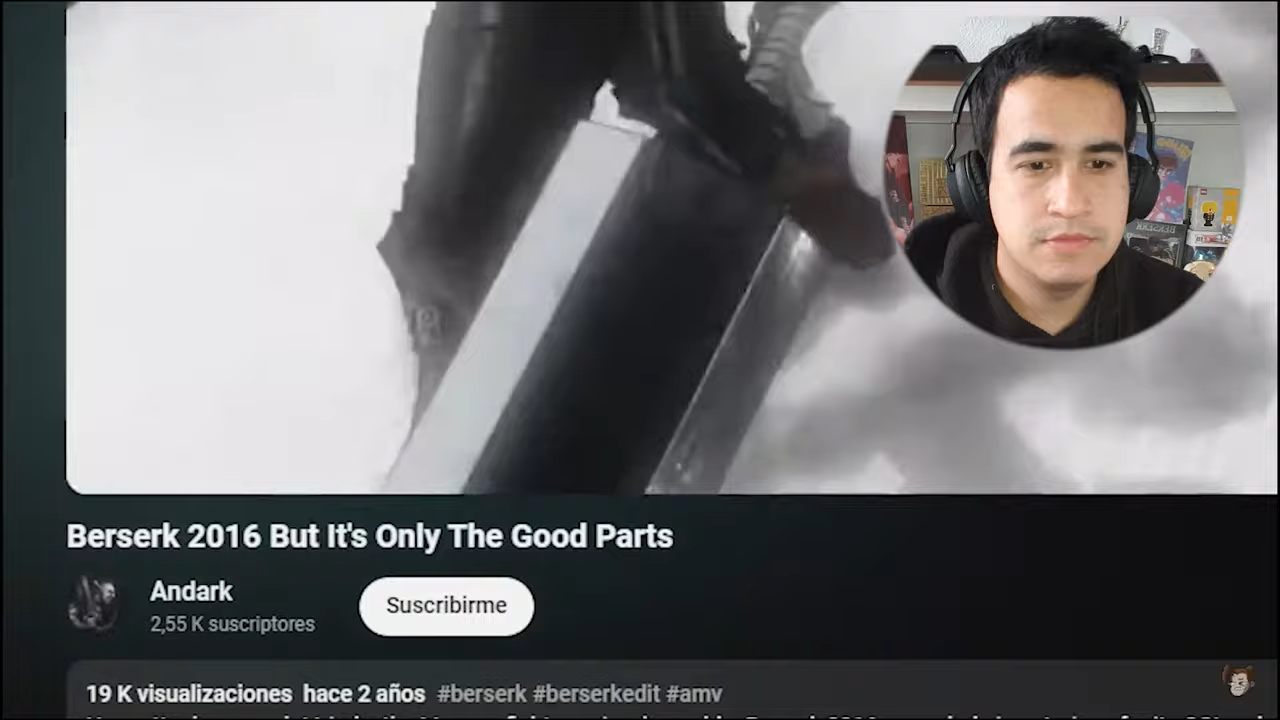 BERSERK
Berserk 2016 But It's Only The Good Parts
Andark
Suscribirme
2,55 K suscriptores
19 K visualizaciones hace 2 años #berserk #berserkedit #amv